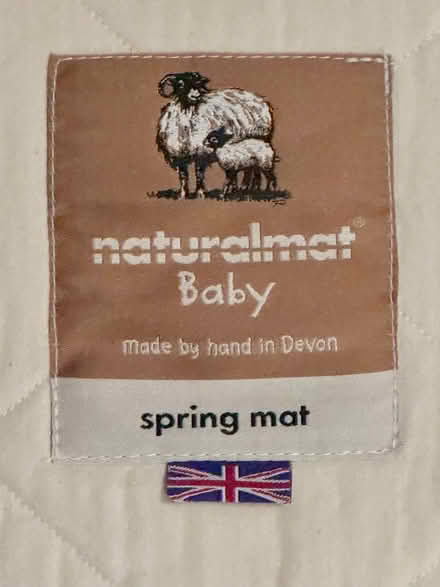 naturalmat®
Baby
made by hand in Devon
spring mat